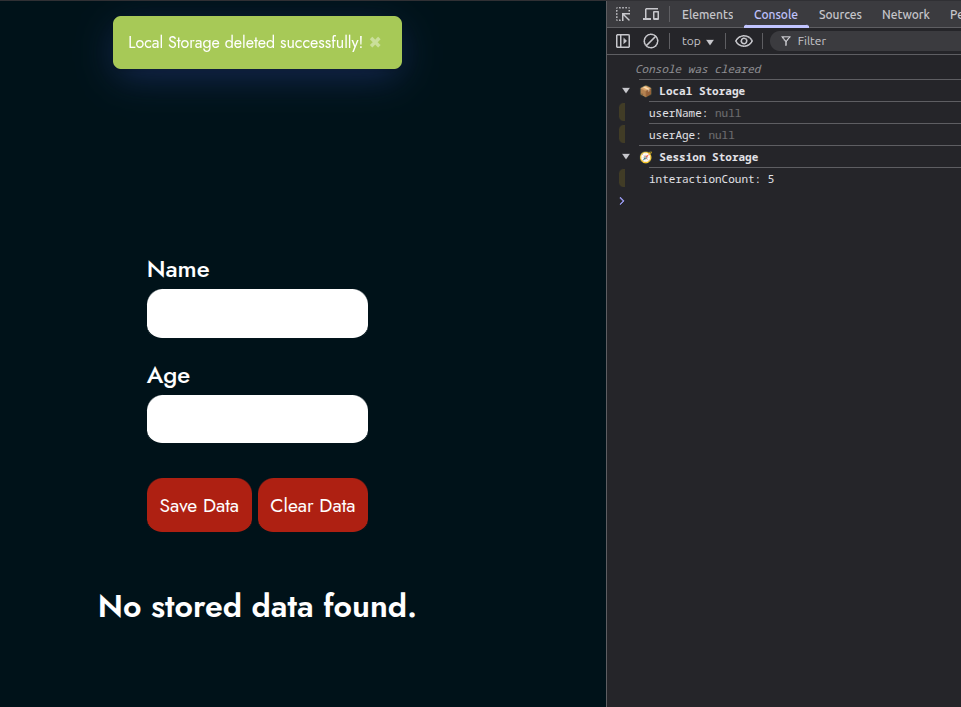 Local Storage deleted successfully! ✖
Name
Age
Save Data Clear Data
No stored data found.
Elements Console Sources Network Pe
top ▼ Filter
Console was cleared
▼ 📦 Local Storage
userName: null
userAge: null
▼ 🧭 Session Storage
interactionCount: 5
>